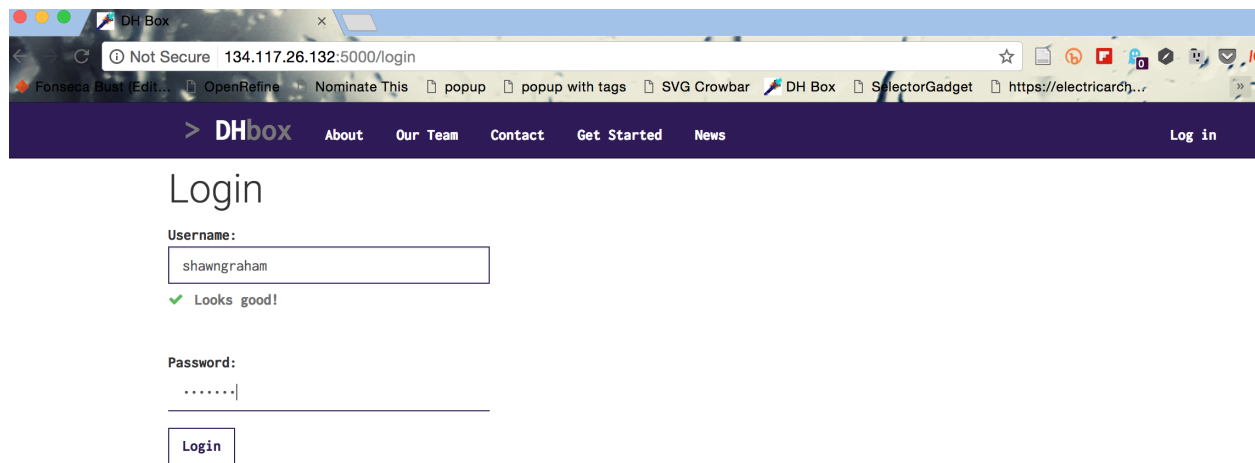 DH Box
Not Secure 134.117.26.132:5000/login
0
Fonseca Bust (Edit... OpenRefine Nominate This popup popup with tags SVG Crowbar DH Box SelectorGadget https://electricarch... »
> DHbox About Our Team Contact Get Started News Log in
Login
Username:
shawngraham
✓ Looks good!
Password:
·······
Login